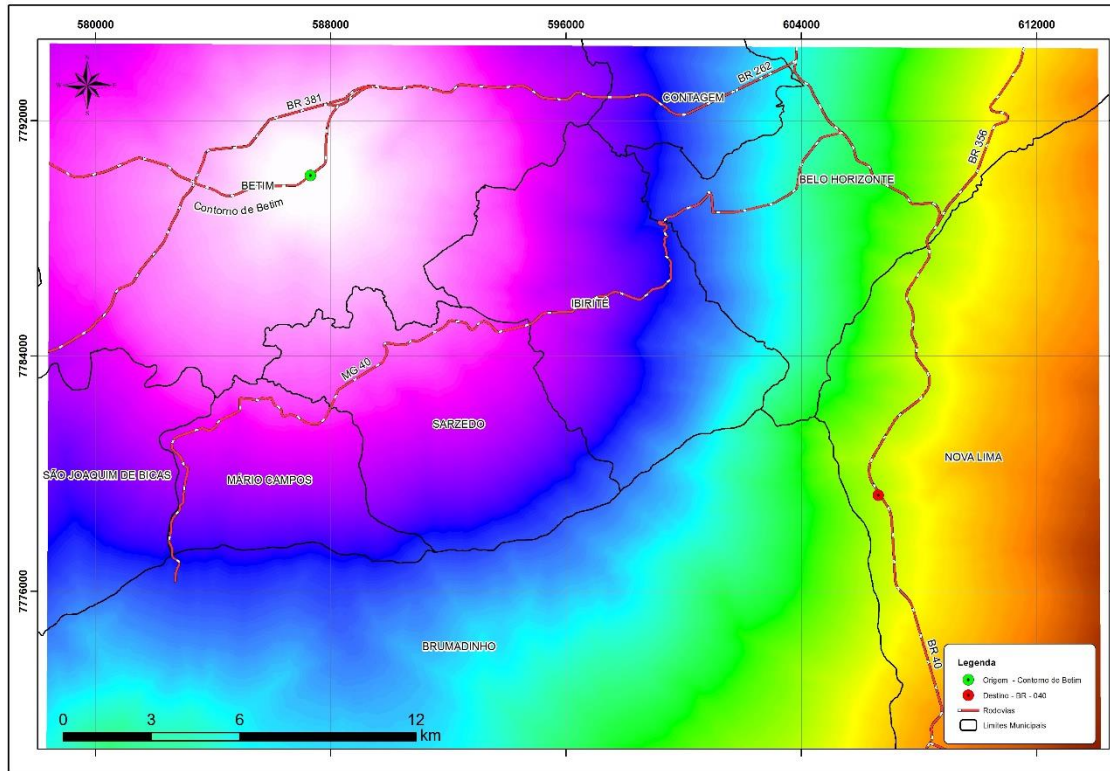 580000 588000 596000 604000 612000
BR 262
BR 381
CONTAGEM
7792000
BR 356
BETIM
BELO HORIZONTE
Contorno de Betim
IBIRITÉ
7784000
MG 40
SARZEDO
NOVA LIMA
SÃO JOAQUIM DE BICAS
MÁRIO CAMPOS
7776000
BRUMADINHO
BR 40
Legenda
Origem - Contorno de Betim
Destino - BR - 040
Rodovias
Limites Municipais
0 3 6 12
km